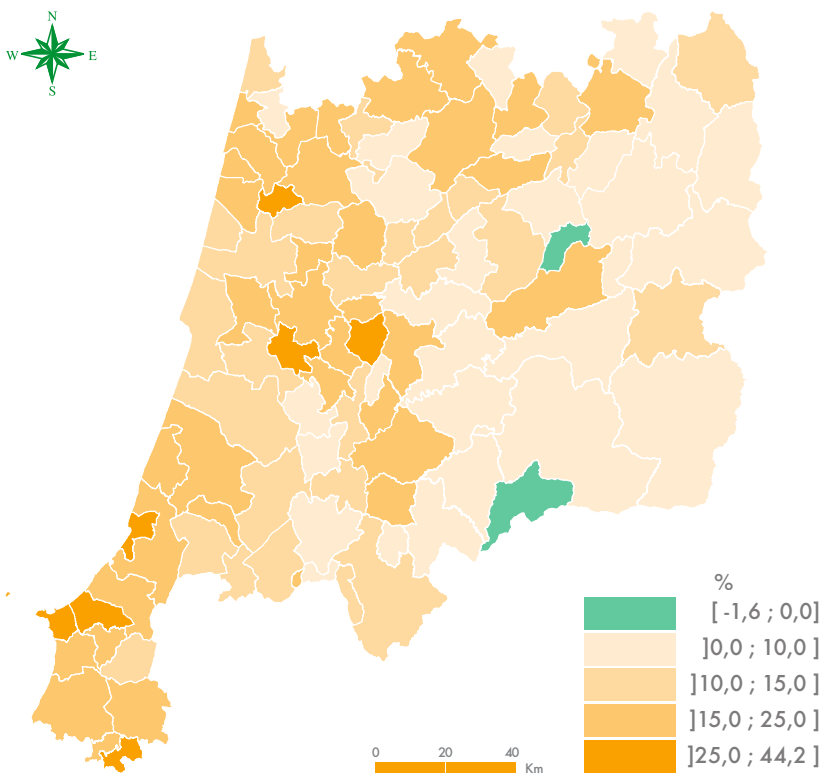 N
W E
S
%
[ -1,6 ; 0,0]
]0,0 ; 10,0 ]
]10,0 ; 15,0 ]
]15,0 ; 25,0 ]
]25,0 ; 44,2 ]
0 20 40
Km